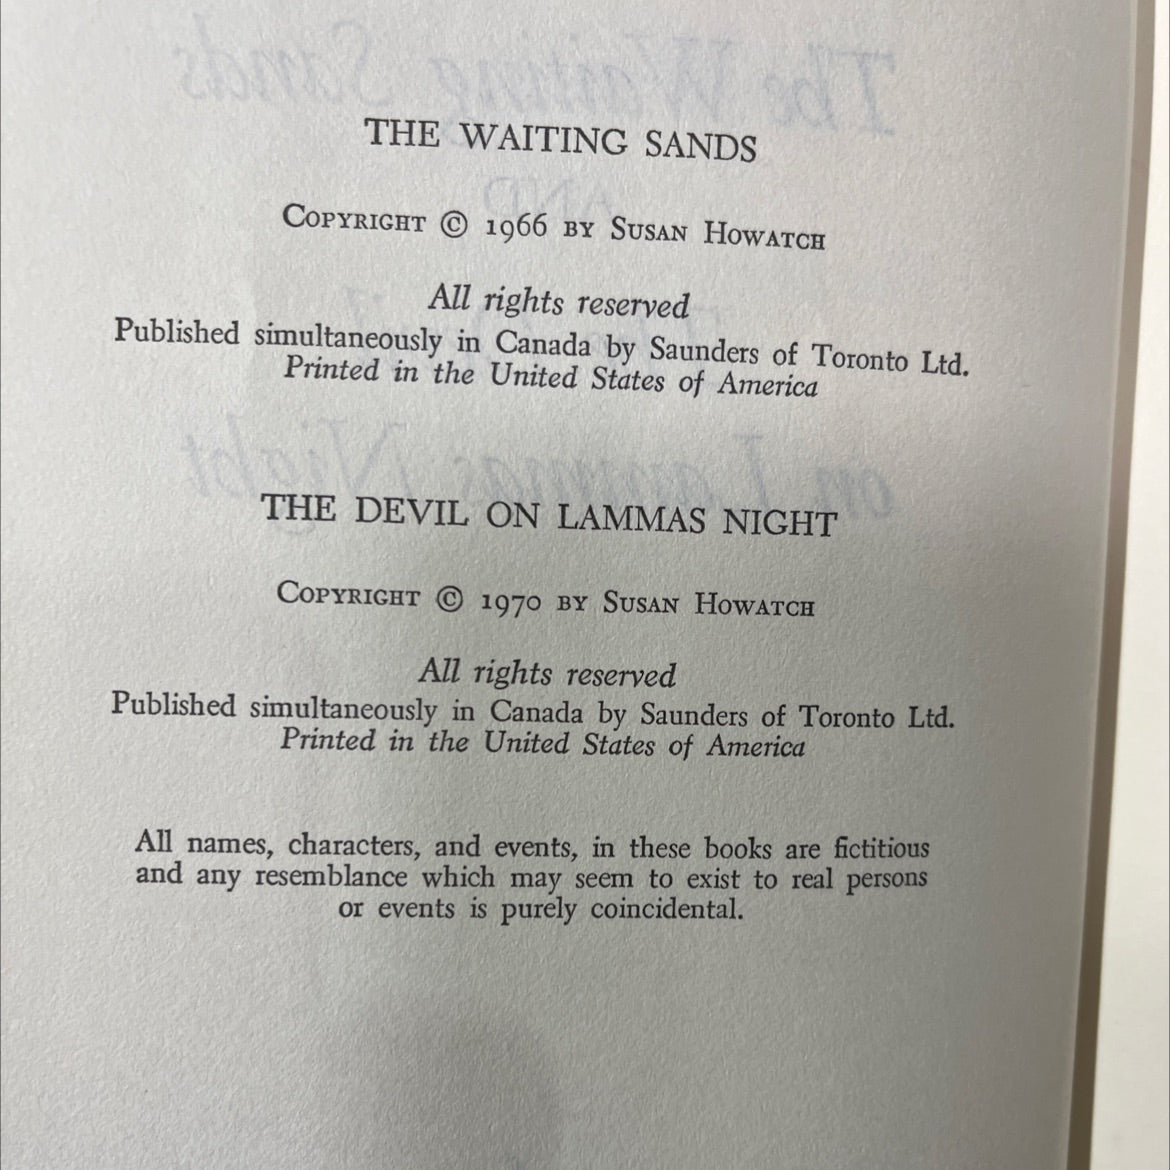 THE WAITING SANDS
COPYRIGHT © 1966 BY SUSAN HOWATCH
All rights reserved
Published simultaneously in Canada by Saunders of Toronto Ltd.
Printed in the United States of America
THE DEVIL ON LAMMAS NIGHT
COPYRIGHT © 1970 BY SUSAN HOWATCH
All rights reserved
Published simultaneously in Canada by Saunders of Toronto Ltd.
Printed in the United States of America
All names, characters, and events, in these books are fictitious
and any resemblance which may seem to exist to real persons
or events is purely coincidental.